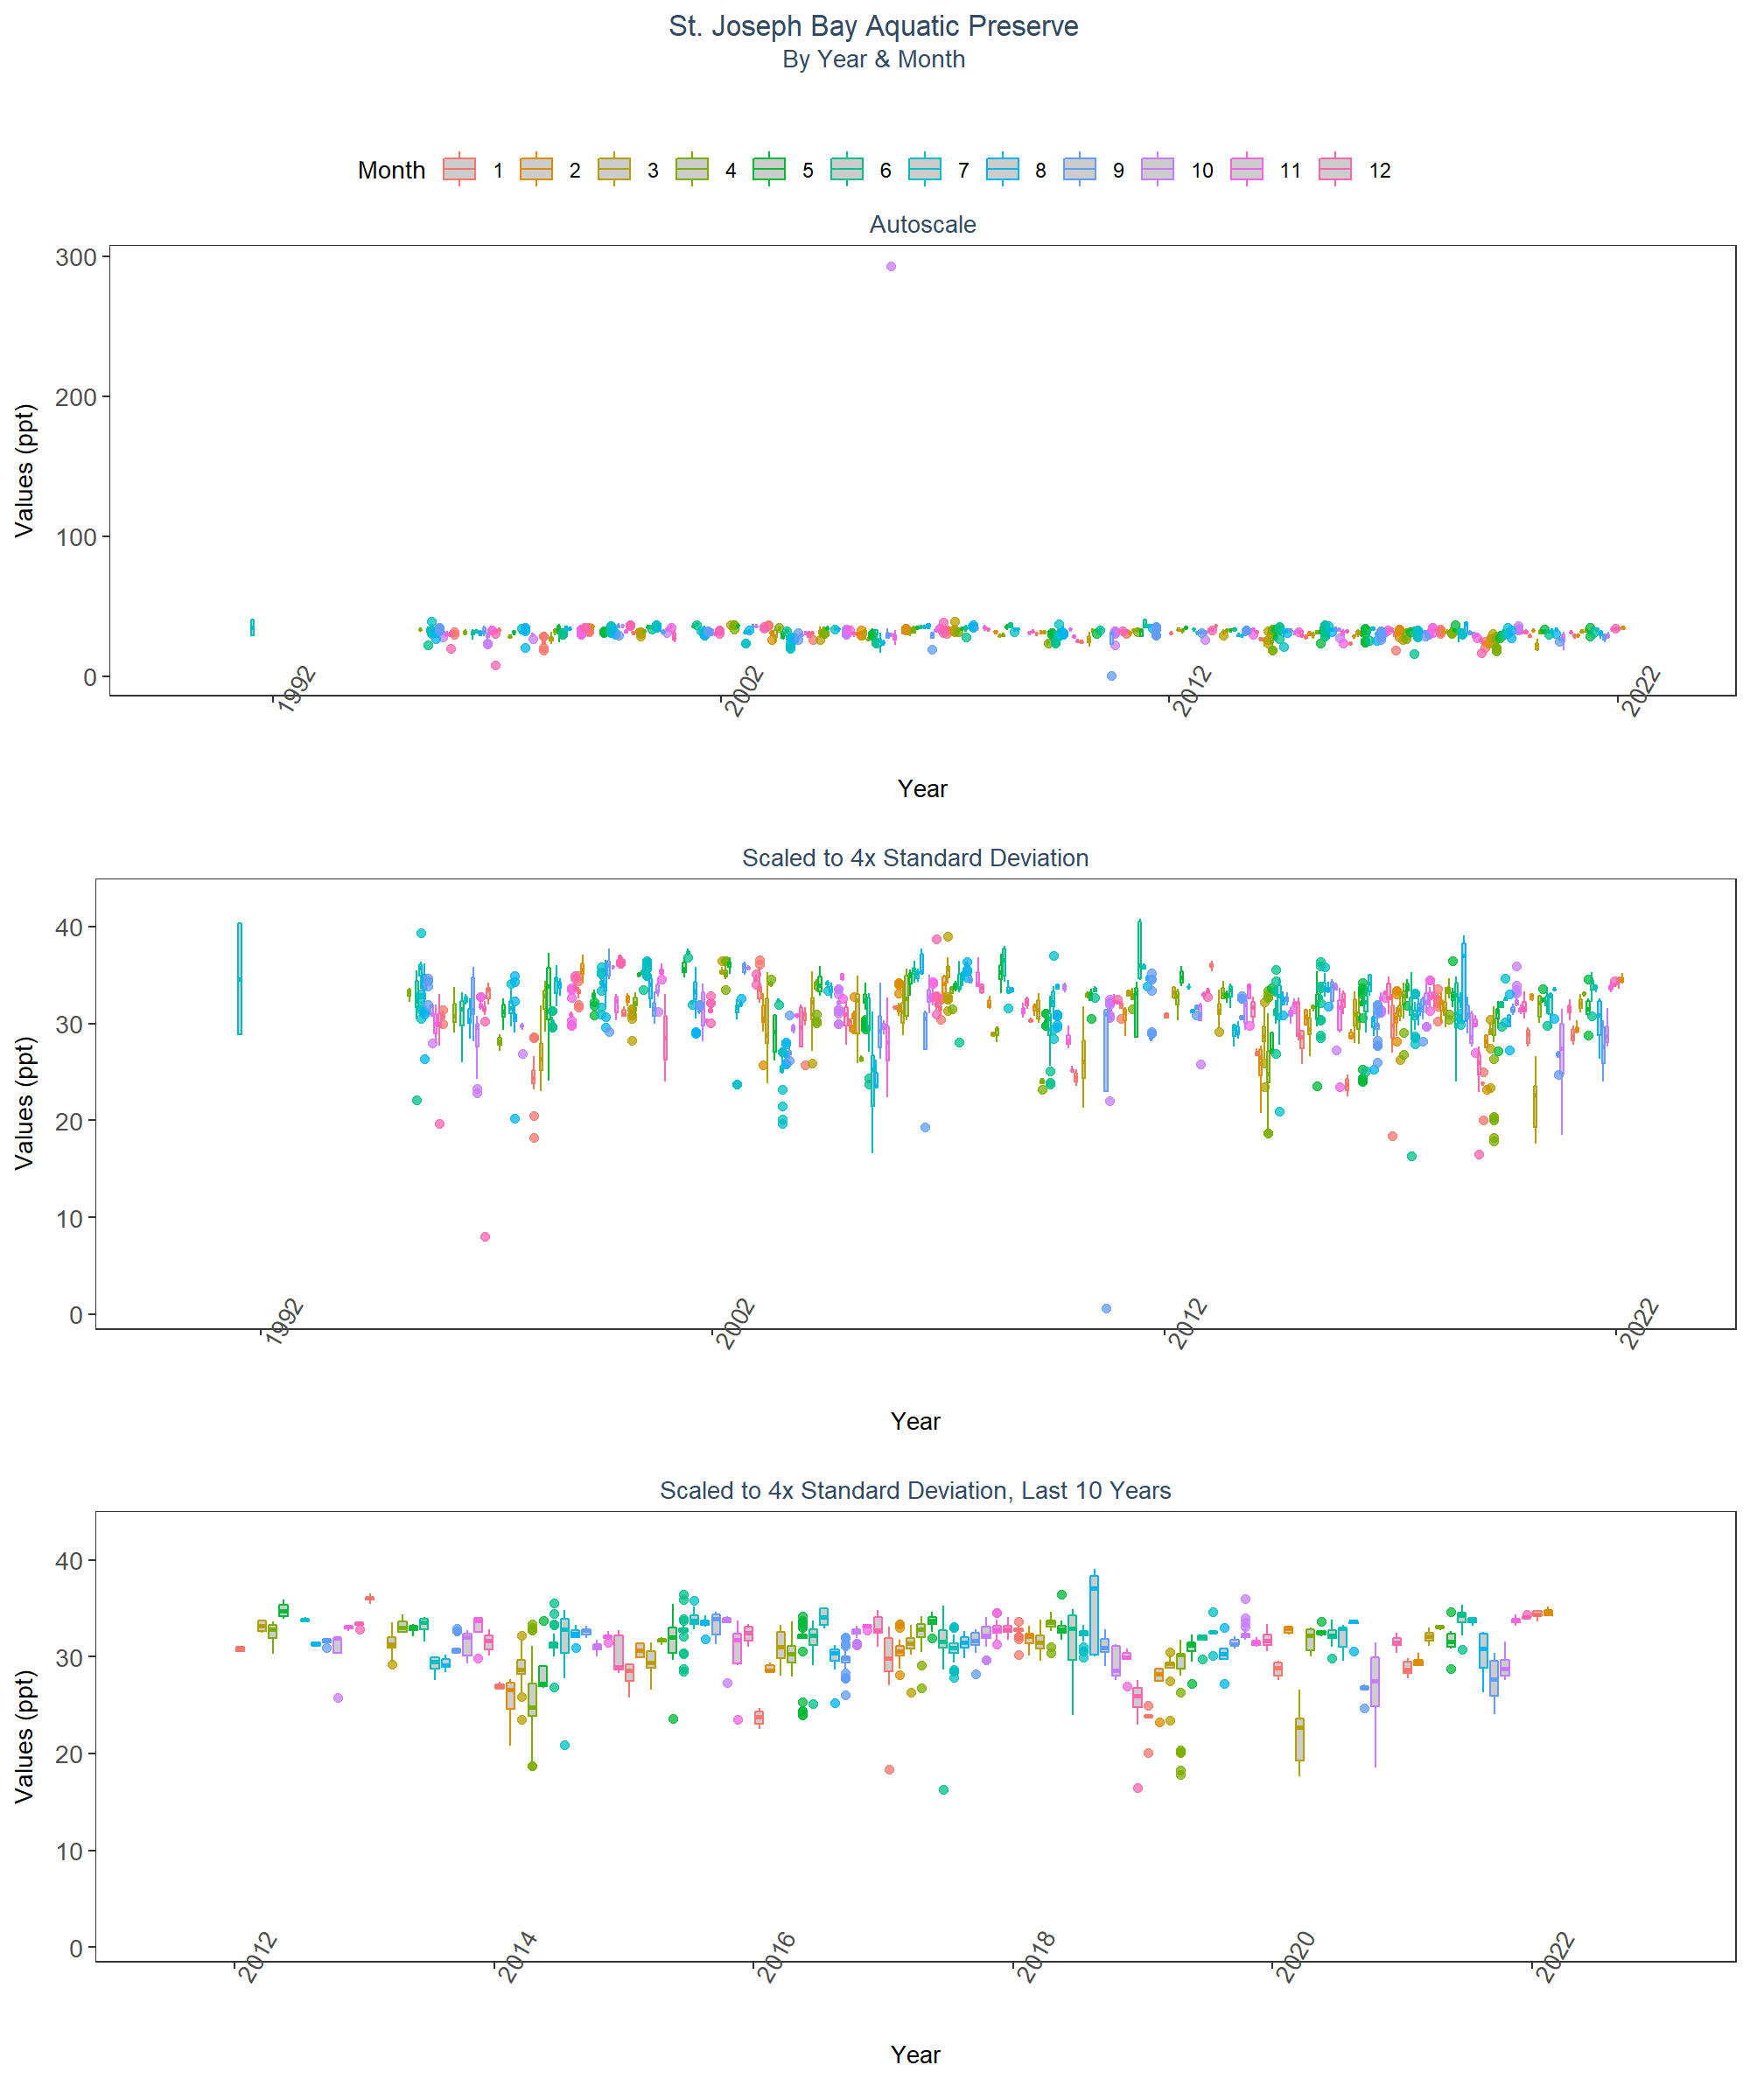 St. Joseph Bay Aquatic Preserve
By Year & Month
Month 1 2 3 4 5 6 7 8 9 10 11 12
Autoscale
300
200
100
0
Values (ppt)
1992 2002 2012 2022
Year
Scaled to 4x Standard Deviation
40
30
20
10
0
Values (ppt)
1992 2002 2012 2022
Year
Scaled to 4x Standard Deviation, Last 10 Years
40
30
20
10
0
Values (ppt)
2012 2014 2016 2018 2020 2022
Year